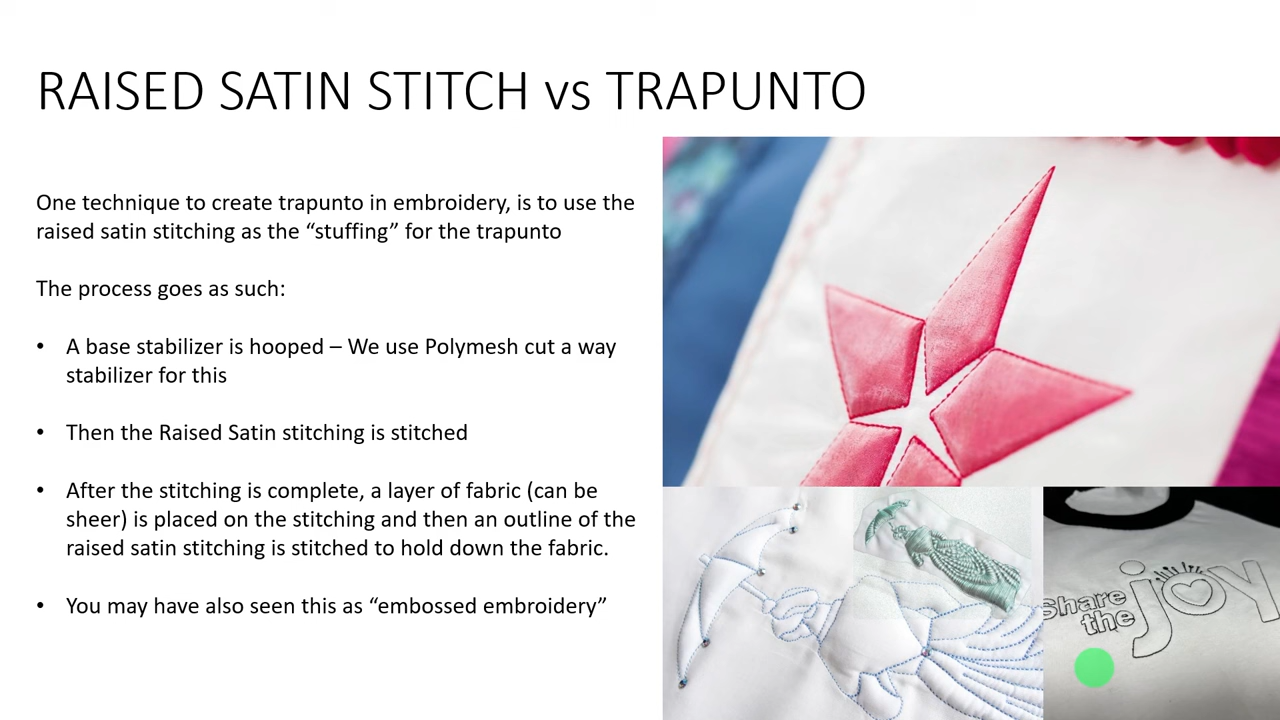 RAISED SATIN STITCH vs TRAPUNTO
One technique to create trapunto in embroidery, is to use the
raised satin stitching as the “stuffing” for the trapunto
The process goes as such:
• A base stabilizer is hooped – We use Polymesh cut a way
stabilizer for this
• Then the Raised Satin stitching is stitched
• After the stitching is complete, a layer of fabric (can be
sheer) is placed on the stitching and then an outline of the
raised satin stitching is stitched to hold down the fabric.
• You may have also seen this as “embossed embroidery”
share
the
joy